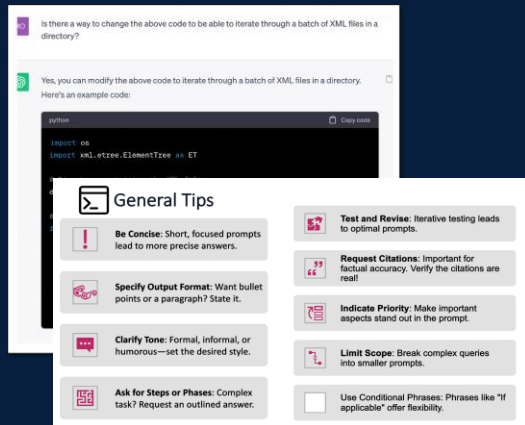 Is there a way to change the above code to be able to iterate through a batch of XML files in a
directory?
Yes, you can modify the above code to iterate through a batch of XML files in a directory.
Here's an example code:
python
Copy code
import os
import xml.etree.ElementTree as ET
General Tips
Be Concise: Short, focused prompts
lead to more precise answers.
Specify Output Format: Want bullet
points or a paragraph? State it.
Clarify Tone: Formal, informal, or
humorous—set the desired style.
Ask for Steps or Phases: Complex
task? Request an outlined answer.
Test and Revise: Iterative testing leads
to optimal prompts.
Request Citations: Important for
factual accuracy. Verify the citations are
real!
Indicate Priority: Make important
aspects stand out in the prompt.
Limit Scope: Break complex queries
into smaller prompts.
Use Conditional Phrases: Phrases like "If
applicable" offer flexibility.